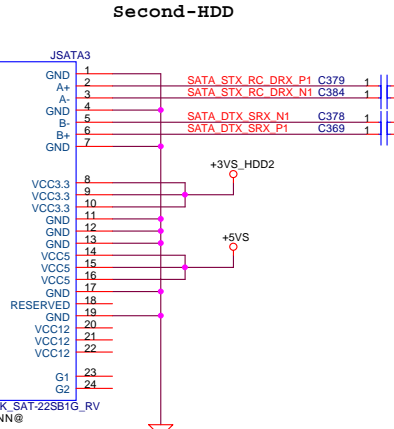 Second-HDD
JSATA3
GND 1
A+ 2 SATA_STX_RC_DRX_P1 C379 1
A- 3 SATA_STX_RC_DRX_N1 C384 1
GND 4
B- 5 SATA_DTX_SRX_N1 C378 1
B+ 6 SATA_DTX_SRX_P1 C369 1
GND 7
+3VS_HDD2
VCC3.3 8
VCC3.3 9
VCC3.3 10
GND 11
GND 12
GND 13
+5VS
VCC5 14
VCC5 15
VCC5 16
GND 17
RESERVED 18
GND 19
VCC12 20
VCC12 21
VCC12 22
G1 23
G2 24
K_SAT-22SB1G_RV
NN@